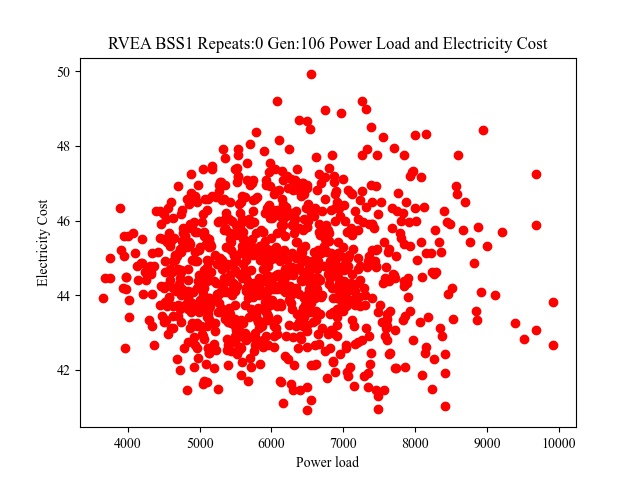 RVEA BSS1 Repeats:0 Gen:106 Power Load and Electricity Cost
50
48
46
44
42
Electricity Cost
4000 5000 6000 7000 8000 9000 10000
Power load